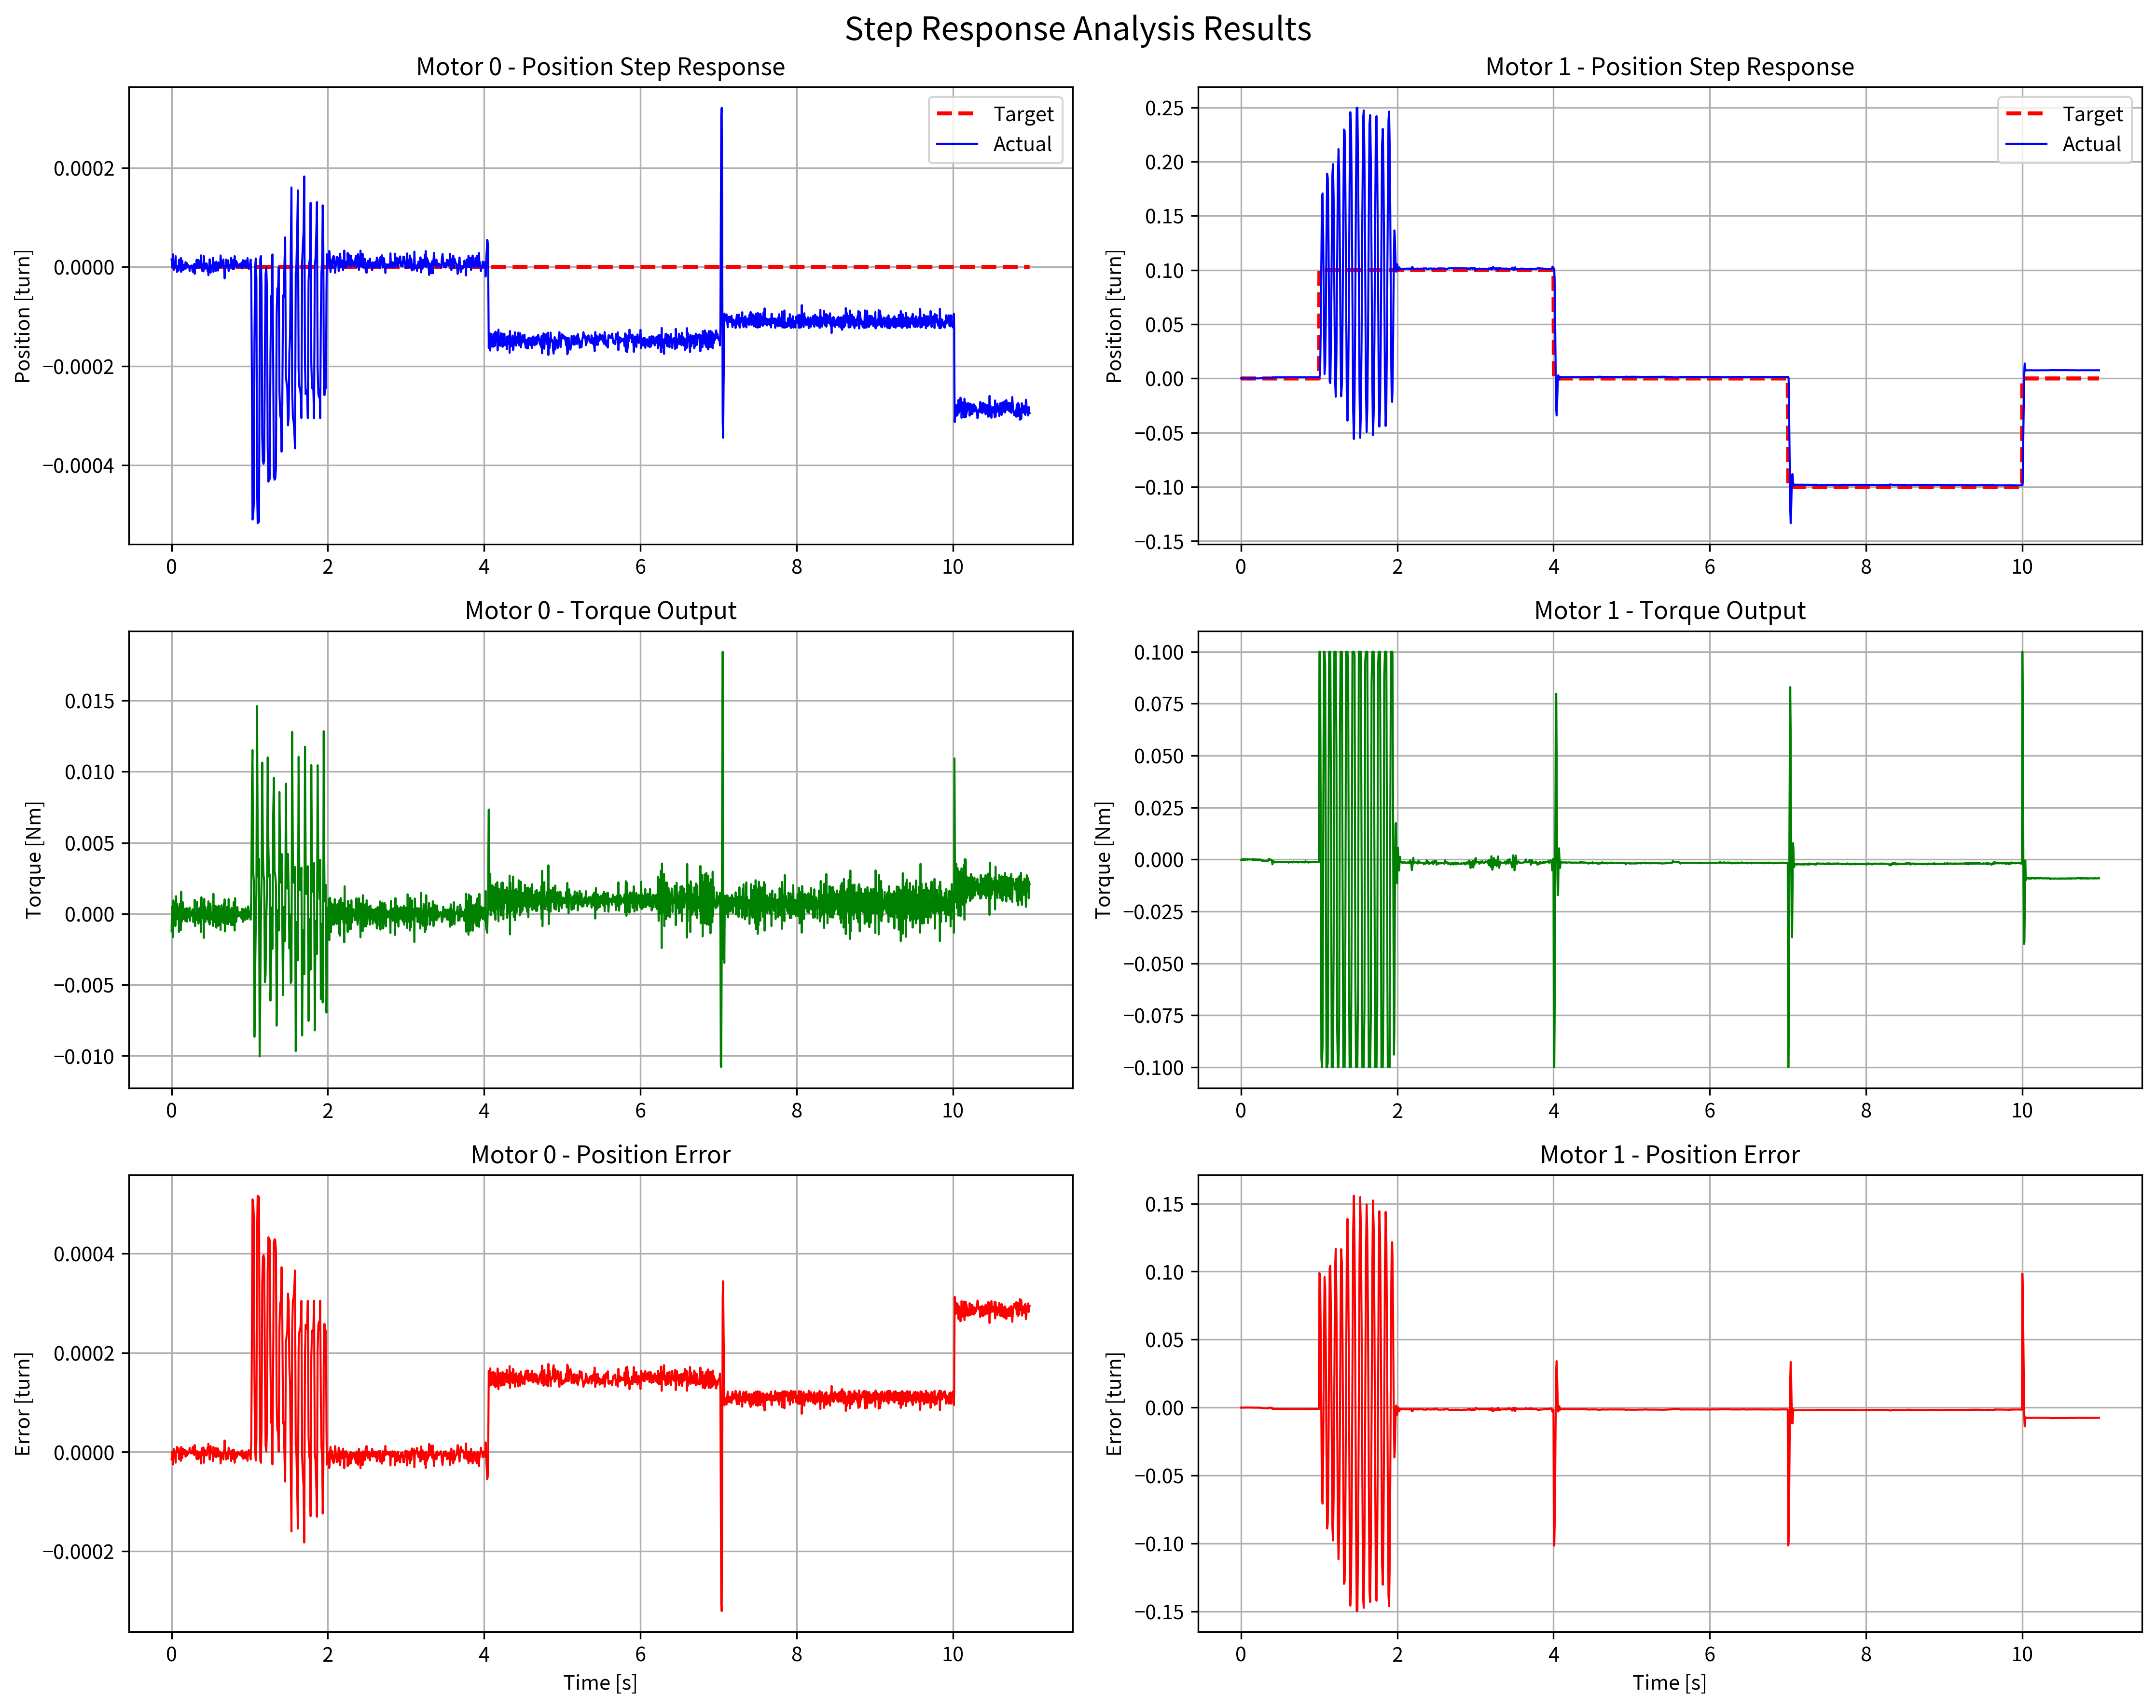 Step Response Analysis Results
Motor 0 - Position Step Response
Target
Actual
0.0002
0.0000
−0.0002
−0.0004
Position [turn]
0 2 4 6 8 10
Motor 1 - Position Step Response
Target
Actual
0.25
0.20
0.15
0.10
0.05
0.00
−0.05
−0.10
−0.15
Position [turn]
0 2 4 6 8 10
Motor 0 - Torque Output
0.015
0.010
0.005
0.000
−0.005
−0.010
Torque [Nm]
0 2 4 6 8 10
Motor 1 - Torque Output
0.100
0.075
0.050
0.025
0.000
−0.025
−0.050
−0.075
−0.100
Torque [Nm]
0 2 4 6 8 10
Motor 0 - Position Error
0.0004
0.0002
0.0000
−0.0002
Error [turn]
0 2 4 6 8 10
Time [s]
Motor 1 - Position Error
0.15
0.10
0.05
0.00
−0.05
−0.10
−0.15
Error [turn]
0 2 4 6 8 10
Time [s]